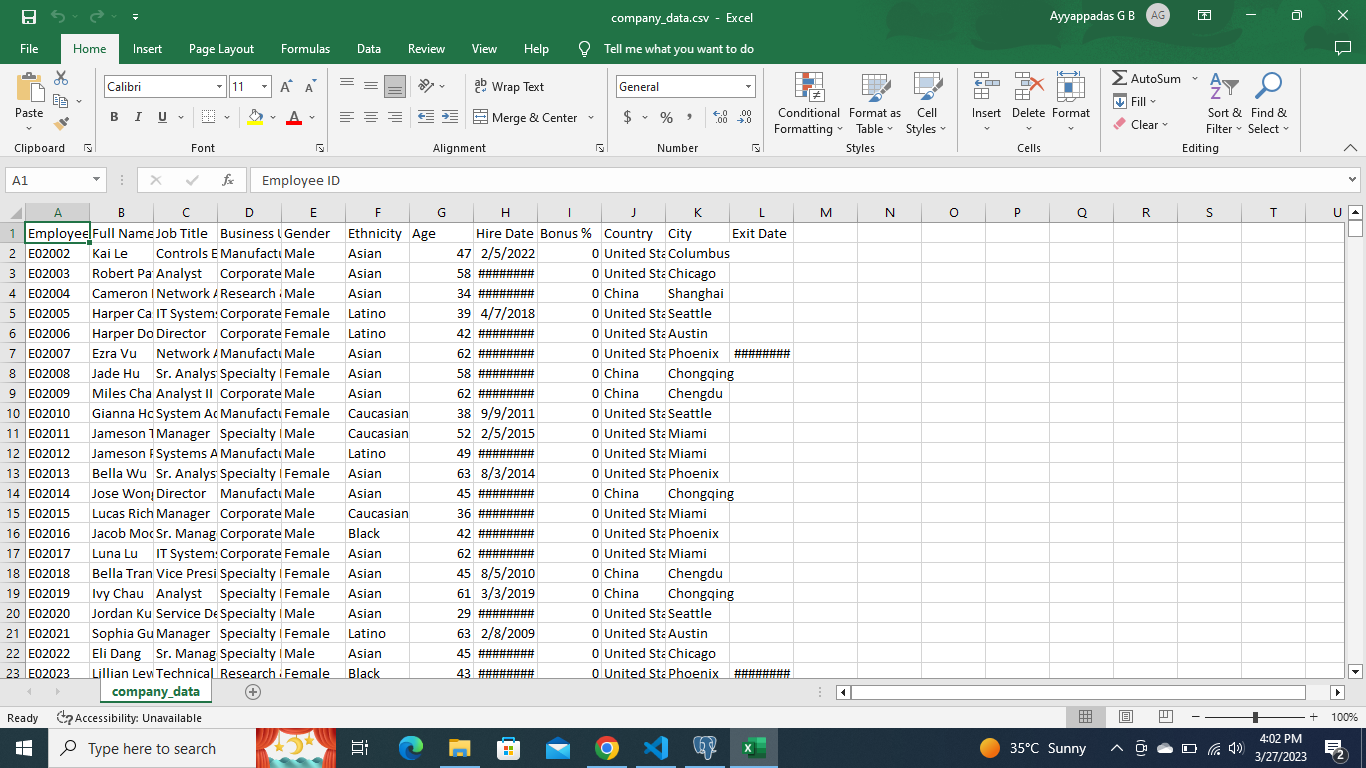 company_data.csv - Excel
Ayyappadas G B AG
File Home Insert Page Layout Formulas Data Review View Help Tell me what you want to do
Calibri 11 Wrap Text General AutoSum
Paste Conditional Format as Cell Insert Delete Format Fill Sort & Find &
B I U Merge & Center $ % , Formatting Table Styles Clear Filter Select
Clipboard Font Alignment Number Styles Cells Editing
A1 fx Employee ID
A B C D E F G H I J K L M N O P Q R S T U
1 Employee Full Name Job Title Business U Gender Ethnicity Age Hire Date Bonus % Country City Exit Date
2 E02002 Kai Le Controls E Manufactu Male Asian 47 2/5/2022 0 United Sta Columbus
3 E02003 Robert Pa Analyst Corporate Male Asian 58 ######## 0 United Sta Chicago
4 E02004 Cameron Network A Research Male Asian 34 ######## 0 China Shanghai
5 E02005 Harper Ca IT Systems Corporate Female Latino 39 4/7/2018 0 United Sta Seattle
6 E02006 Harper Do Director Corporate Female Latino 42 ######## 0 United Sta Austin
7 E02007 Ezra Vu Network A Manufactu Male Asian 62 ######## 0 United Sta Phoenix ########
8 E02008 Jade Hu Sr. Analys Specialty Female Asian 58 ######## 0 China Chongqing
9 E02009 Miles Cha Analyst II Corporate Male Asian 62 ######## 0 China Chengdu
10 E02010 Gianna Ho System Ad Manufactu Female Caucasian 38 9/9/2011 0 United Sta Seattle
11 E02011 Jameson T Manager Specialty Male Caucasian 52 2/5/2015 0 United Sta Miami
12 E02012 Jameson P Systems A Manufactu Male Latino 49 ######## 0 United Sta Miami
13 E02013 Bella Wu Sr. Analys Specialty Female Asian 63 8/3/2014 0 United Sta Phoenix
14 E02014 Jose Wong Director Manufactu Male Asian 45 ######## 0 China Chongqing
15 E02015 Lucas Rich Manager Corporate Male Caucasian 36 ######## 0 United Sta Miami
16 E02016 Jacob Moo Sr. Manag Corporate Male Black 42 ######## 0 United Sta Phoenix
17 E02017 Luna Lu IT Systems Corporate Female Asian 62 ######## 0 United Sta Miami
18 E02018 Bella Tran Vice Presi Specialty Female Asian 45 8/5/2010 0 China Chengdu
19 E02019 Ivy Chau Analyst Specialty Female Asian 61 3/3/2019 0 China Chongqing
20 E02020 Jordan Ku Service De Specialty Male Asian 29 ######## 0 United Sta Seattle
21 E02021 Sophia Gu Manager Specialty Female Latino 63 2/8/2009 0 United Sta Austin
22 E02022 Eli Dang Sr. Manag Specialty Male Asian 45 ######## 0 United Sta Chicago
23 E02023 Lillian Lew Technical Research Female Black 43 ######## 0 United Sta Phoenix ########
company_data
Ready Accessibility: Unavailable 100%
Type here to search 35°C Sunny 4:02 PM
3/27/2023 2